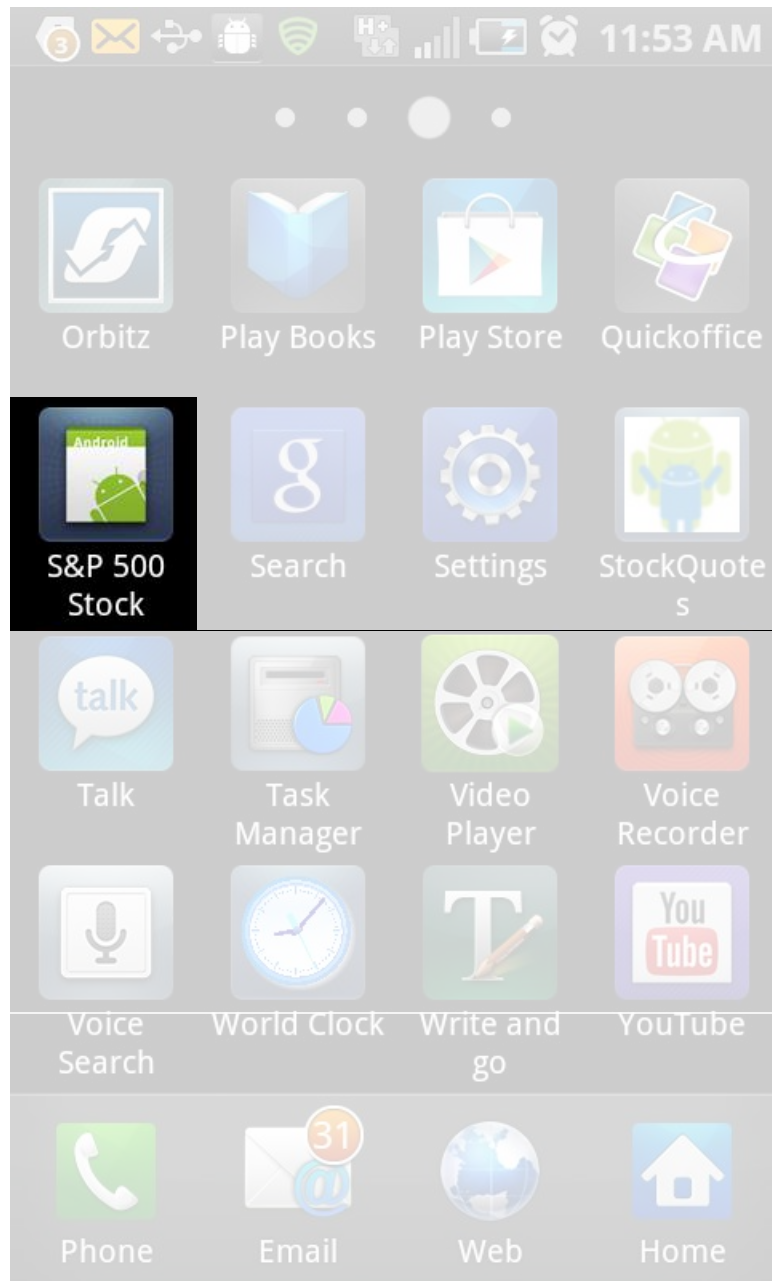 3
11:53 AM
Orbitz
Play Books
Play Store
Quickoffice
Android
S&P 500
Stock
g
Search
Settings
StockQuote
s
talk
Talk
Task
Manager
Video
Player
Voice
Recorder
Voice
Search
World Clock
T
Write and
go
You
Tube
YouTube
Phone
31
@
Email
Web
Home